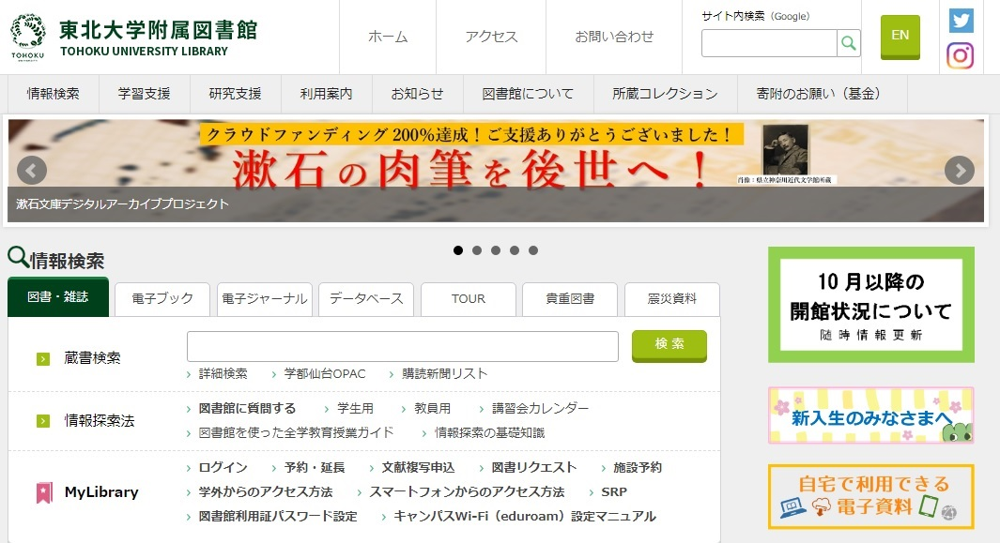 東北大学附属図書館
TOHOKU UNIVERSITY LIBRARY
TOHOKU
ホーム
アクセス
お問い合わせ
サイト内検索（Google）
EN
情報検索
学習支援
研究支援
利用案内
お知らせ
図書館について
所蔵コレクション
寄附のお願い（基金）
クラウドファンディング 200%達成！ご支援ありがとうございました！
漱石の肉筆を後世へ！
肖像：県立神奈川近代文学館所蔵
漱石文庫デジタルアーカイブプロジェクト
情報検索
図書・雑誌
電子ブック
電子ジャーナル
データベース
TOUR
貴重図書
震災資料
蔵書検索
検 索
詳細検索
学都仙台OPAC
購読新聞リスト
情報探索法
図書館に質問する
学生用
教員用
講習会カレンダー
図書館を使った全学教育授業ガイド
情報探索の基礎知識
MyLibrary
ログイン
予約・延長
文献複写申込
図書リクエスト
施設予約
学外からのアクセス方法
スマートフォンからのアクセス方法
SRP
図書館利用証パスワード設定
キャンパスWi-Fi（eduroam）設定マニュアル
10月以降の
開館状況について
随時情報更新
新入生のみなさまへ
自宅で利用できる
電子資料